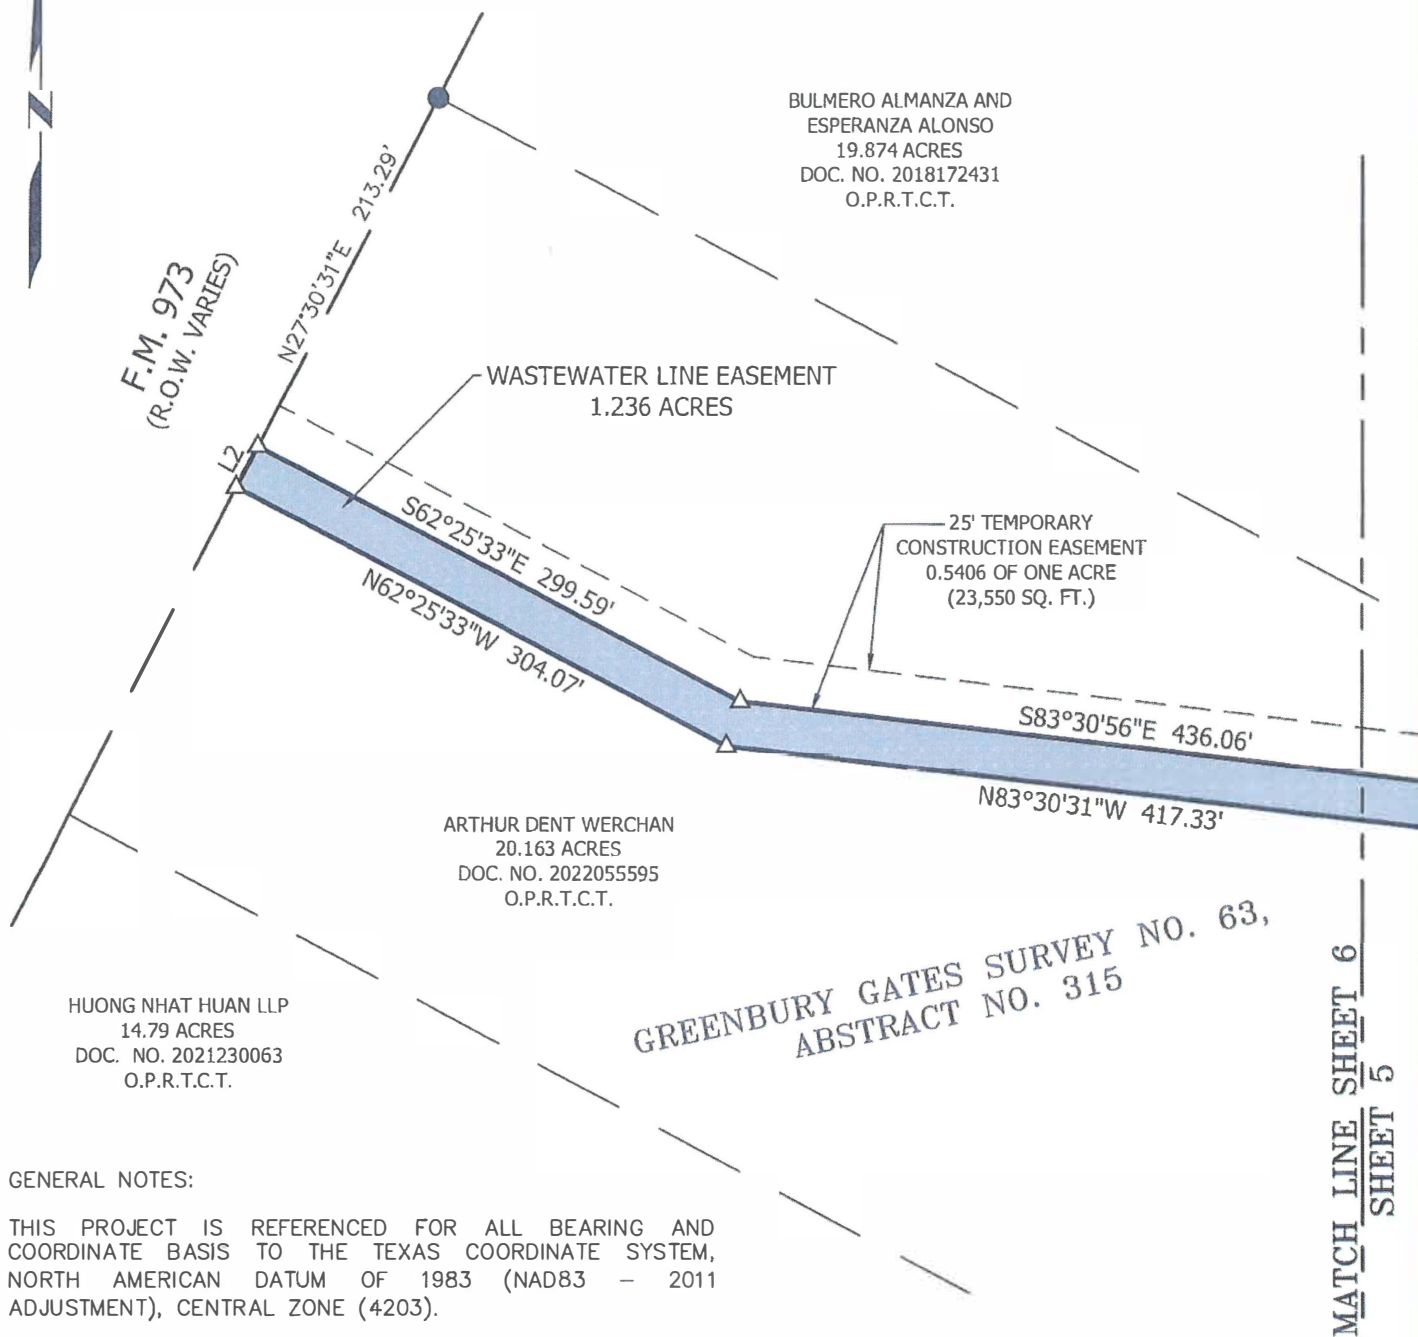 N
BULMERO ALMANZA AND
ESPERANZA ALONSO
19.874 ACRES
DOC. NO. 2018172431
O.P.R.T.C.T.
N27°30'31"E 213.29'
F.M. 973
(R.O.W. VARIES)
WASTEWATER LINE EASEMENT
1.236 ACRES
L2
S62°25'33"E 299.59'
N62°25'33"W 304.07'
25' TEMPORARY
CONSTRUCTION EASEMENT
0.5406 OF ONE ACRE
(23,550 SQ. FT.)
S83°30'56"E 436.06'
N83°30'31"W 417.33'
ARTHUR DENT WERCHAN
20.163 ACRES
DOC. NO. 2022055595
O.P.R.T.C.T.
GREENBURY GATES SURVEY NO. 63,
ABSTRACT NO. 315
HUONG NHAT HUAN LLP
14.79 ACRES
DOC. NO. 2021230063
O.P.R.T.C.T.
MATCH LINE SHEET 6
SHEET 5
GENERAL NOTES:
THIS PROJECT IS REFERENCED FOR ALL BEARING AND
COORDINATE BASIS TO THE TEXAS COORDINATE SYSTEM,
NORTH AMERICAN DATUM OF 1983 (NAD83 – 2011
ADJUSTMENT), CENTRAL ZONE (4203).